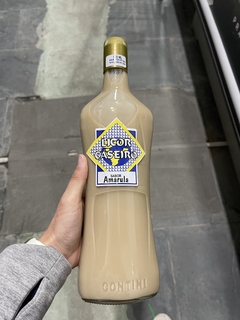 LICOR
CASEIRO
SABOR
Amarula
CONTINI